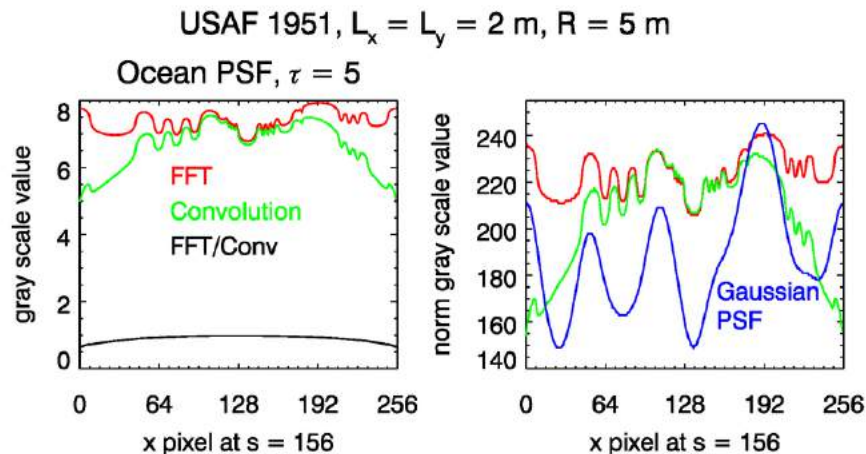 USAF 1951, Lx = Ly = 2 m, R = 5 m
Ocean PSF, τ = 5
gray scale value
8
6
4
2
0
FFT
Convolution
FFT/Conv
0 64 128 192 256
x pixel at s = 156
norm gray scale value
240
220
200
180
160
140
Gaussian
PSF
0 64 128 192 256
x pixel at s = 156